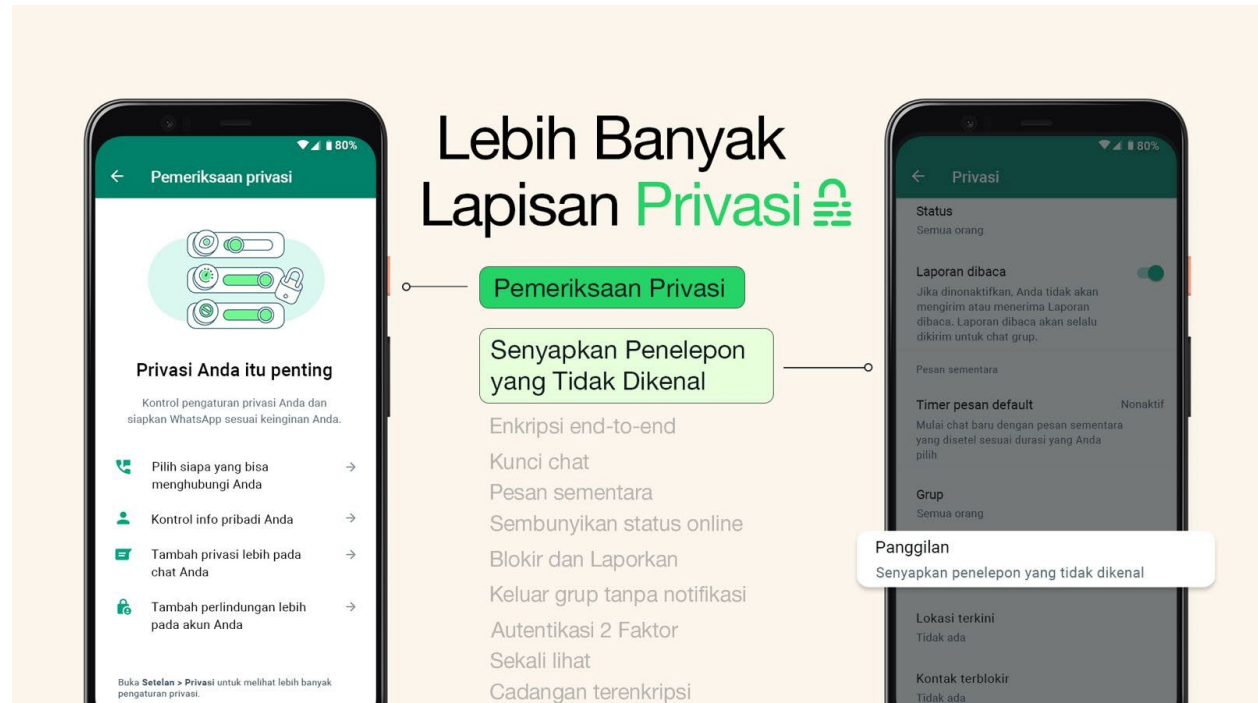 80%
Pemeriksaan privasi
Privasi Anda itu penting
Kontrol pengaturan privasi Anda dan
siapkan WhatsApp sesuai keinginan Anda.
Pilih siapa yang bisa
menghubungi Anda
Kontrol info pribadi Anda
Tambah privasi lebih pada
chat Anda
Tambah perlindungan lebih
pada akun Anda
Buka Setelan > Privasi untuk melihat lebih banyak
pengaturan privasi.
Lebih Banyak
Lapisan Privasi
Pemeriksaan Privasi
Senyapkan Penelepon
yang Tidak Dikenal
Enkripsi end-to-end
Kunci chat
Pesan sementara
Sembunyikan status online
Blokir dan Laporkan
Keluar grup tanpa notifikasi
Autentikasi 2 Faktor
Sekali lihat
Cadangan terenkripsi
80%
Privasi
Status
Semua orang
Laporan dibaca
Jika dinonaktifkan, Anda tidak akan
mengirim atau menerima Laporan
dibaca. Laporan dibaca akan selalu
dikirim untuk chat grup.
Pesan sementara
Timer pesan default Nonaktif
Mulai chat baru dengan pesan sementara
yang disetel sesuai durasi yang Anda
pilih
Grup
Semua orang
Panggilan
Senyapkan penelepon yang tidak dikenal
Lokasi terkini
Tidak ada
Kontak terblokir
Tidak ada